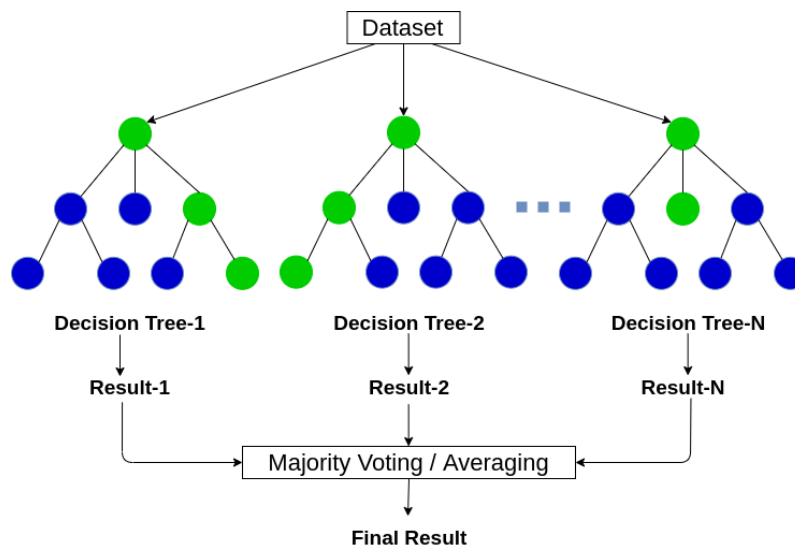 Dataset
Decision Tree-1
Decision Tree-2
Decision Tree-N
Result-1
Result-2
Result-N
Majority Voting / Averaging
Final Result